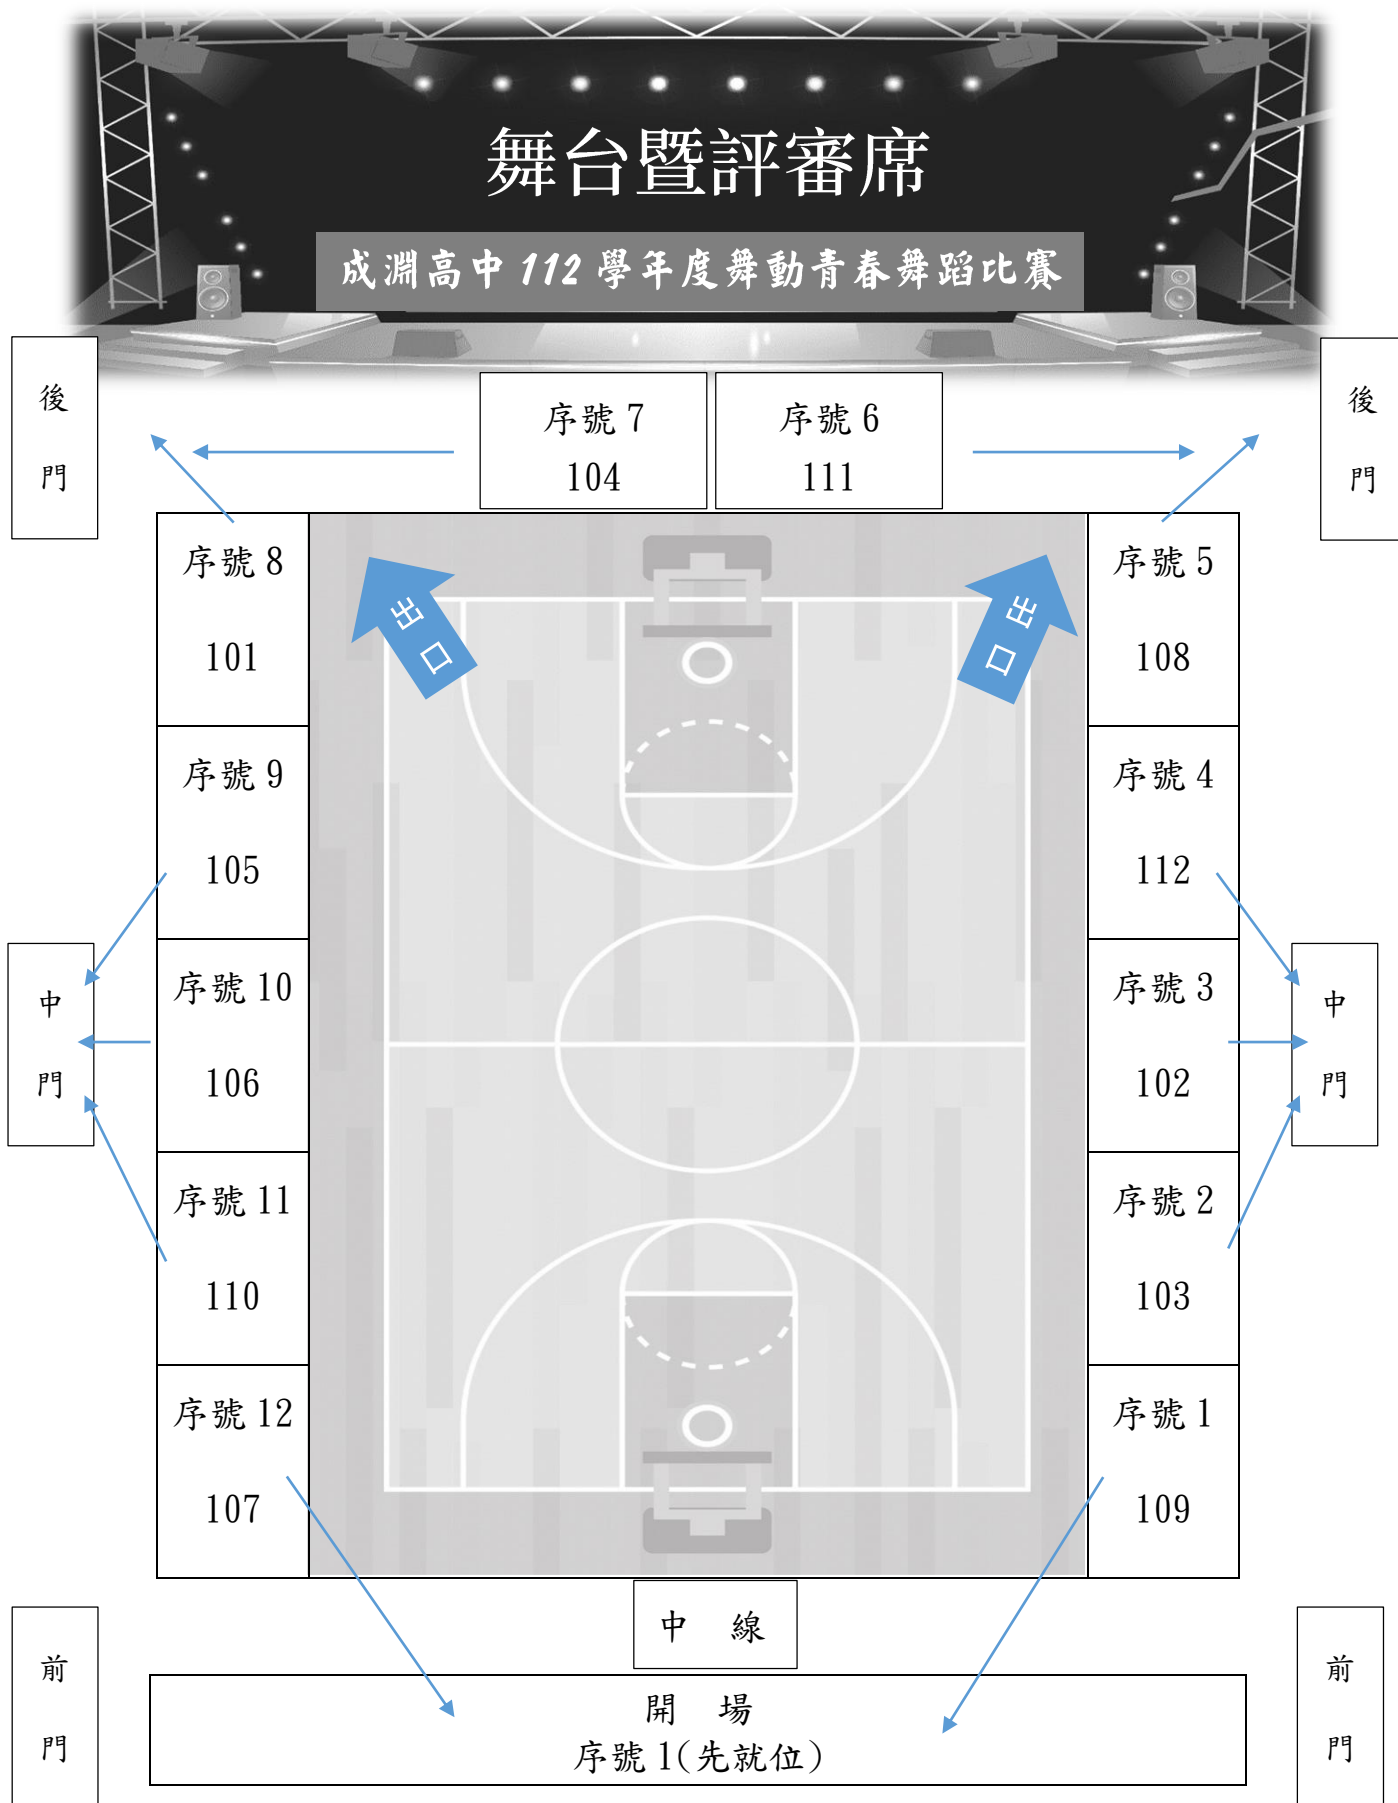 舞台暨評審席
成淵高中 112 學年度舞動青春舞蹈比賽
後
門
後
門
序號 7
104
序號 6
111
序號 8
101
出
口
出
口
序號 5
108
序號 9
105
序號 4
112
中
門
序號 10
106
序號 3
102
中
門
序號 11
110
序號 2
103
序號 12
107
序號 1
109
中 線
前
門
開 場
序號 1(先就位)
前
門